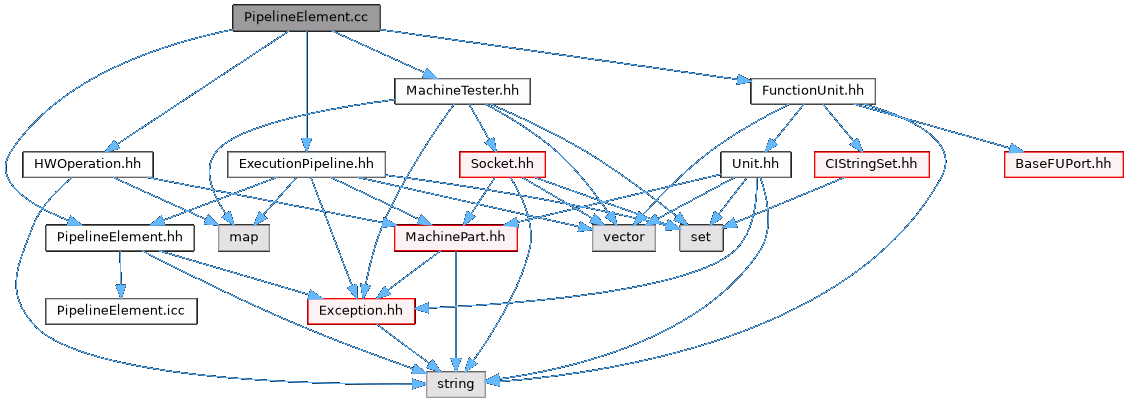 PipelineElement.cc
MachineTester.hh
FunctionUnit.hh
HWOperation.hh
ExecutionPipeline.hh
Socket.hh
Unit.hh
CIStringSet.hh
BaseFUPort.hh
PipelineElement.hh
map
MachinePart.hh
vector
set
PipelineElement.icc
Exception.hh
string